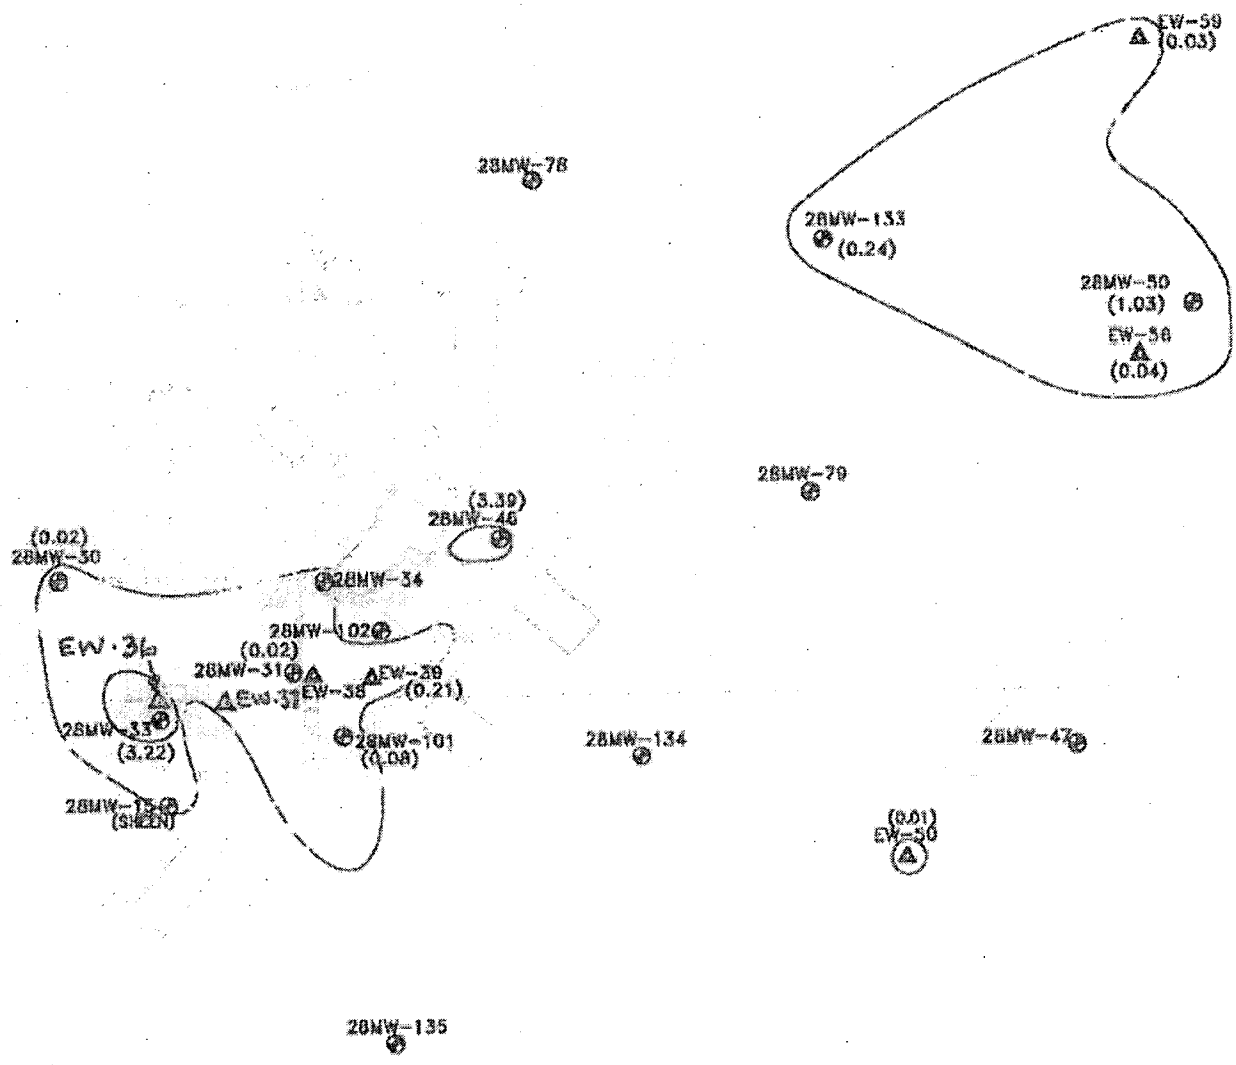 EW-59
(0.03)
28MW-78
28MW-133
(0.24)
28MW-50
(1.03)
EW-58
(0.04)
28MW-79
(3.39)
28MW-46
(0.02)
28MW-30
28MW-34
28MW-102
EW-36
(0.02)
28MW-31
EW-39
(0.21)
EW-38
EW-37
28MW-33
(3.22)
28MW-101
(0.08)
28MW-134
28MW-47
28MW-15
(SHEEN)
(0.01)
EW-50
28MW-135